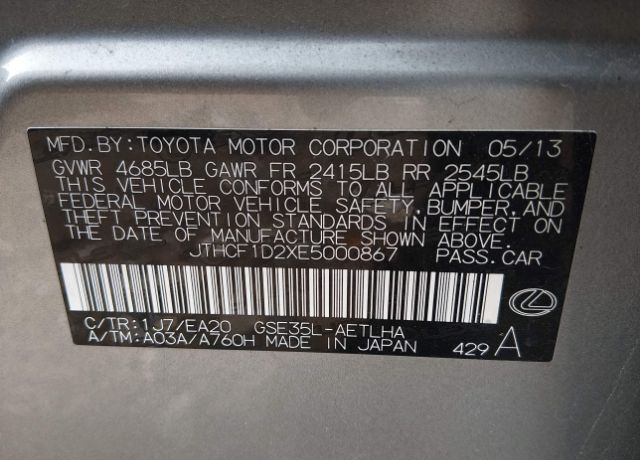 MFD.BY:TOYOTA MOTOR CORPORATION 05/13
GVWR 4685LB GAWR FR 2415LB RR 2545LB
THIS VEHICLE CONFORMS TO ALL APPLICABLE
FEDERAL MOTOR VEHICLE SAFETY,BUMPER,AND
THEFT PREVENTION STANDARDS IN EFFECT ON
THE DATE OF MANUFACTURE SHOWN ABOVE.
JTHCF1D2XE5000867 PASS.CAR
C/TR:1J7/EA20 GSE35L-AETLHA
A/TM:A03A/A760H MADE IN JAPAN 429 A